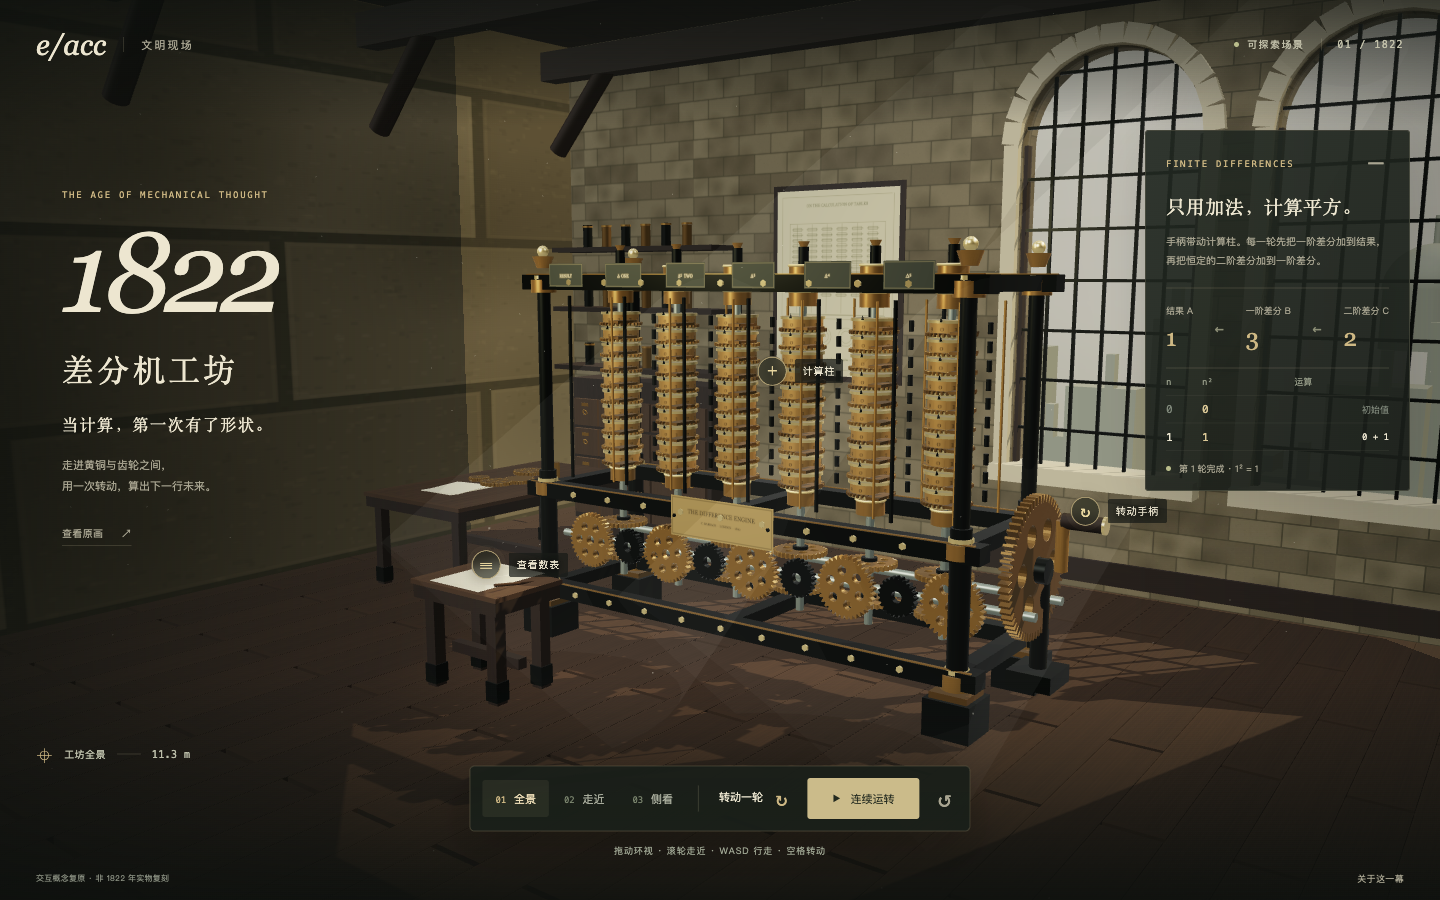 e/acc
文明现场
可探索场景
01 / 1822
THE AGE OF MECHANICAL THOUGHT
1822
差分机工坊
当计算，第一次有了形状。
走进黄铜与齿轮之间，
用一次转动，算出下一行未来。
查看原画 ↗
FINITE DIFFERENCES
只用加法，计算平方。
手柄带动计算柱。每一轮先把一阶差分加到结果，
再把恒定的二阶差分加到一阶差分。
结果 A 一阶差分 B 二阶差分 C
1 ← 3 ← 2
n n² 运算
0 0 初始值
1 1 0 + 1
第 1 轮完成 · 1² = 1
计算柱
转动手柄
查看数表
THE DIFFERENCE ENGINE
工坊全景 11.3 m
01 全景 02 走近 03 侧看 转动一轮 ↻ 连续运转 ↺
拖动环视 · 滚轮走近 · WASD 行走 · 空格转动
交互概念复原 · 非 1822 年实物复刻
关于这一幕